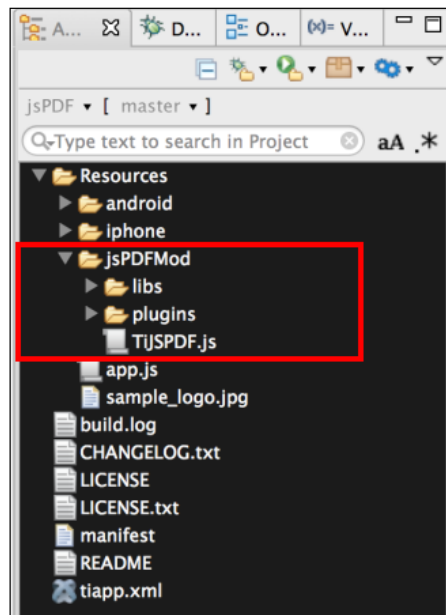 A... D... O... (x)= V...
jsPDF [ master ]
Type text to search in Project aA .*
Resources
android
iphone
jsPDFMod
libs
plugins
TiJSPDF.js
app.js
sample_logo.jpg
build.log
CHANGELOG.txt
LICENSE
LICENSE.txt
manifest
README
tiapp.xml